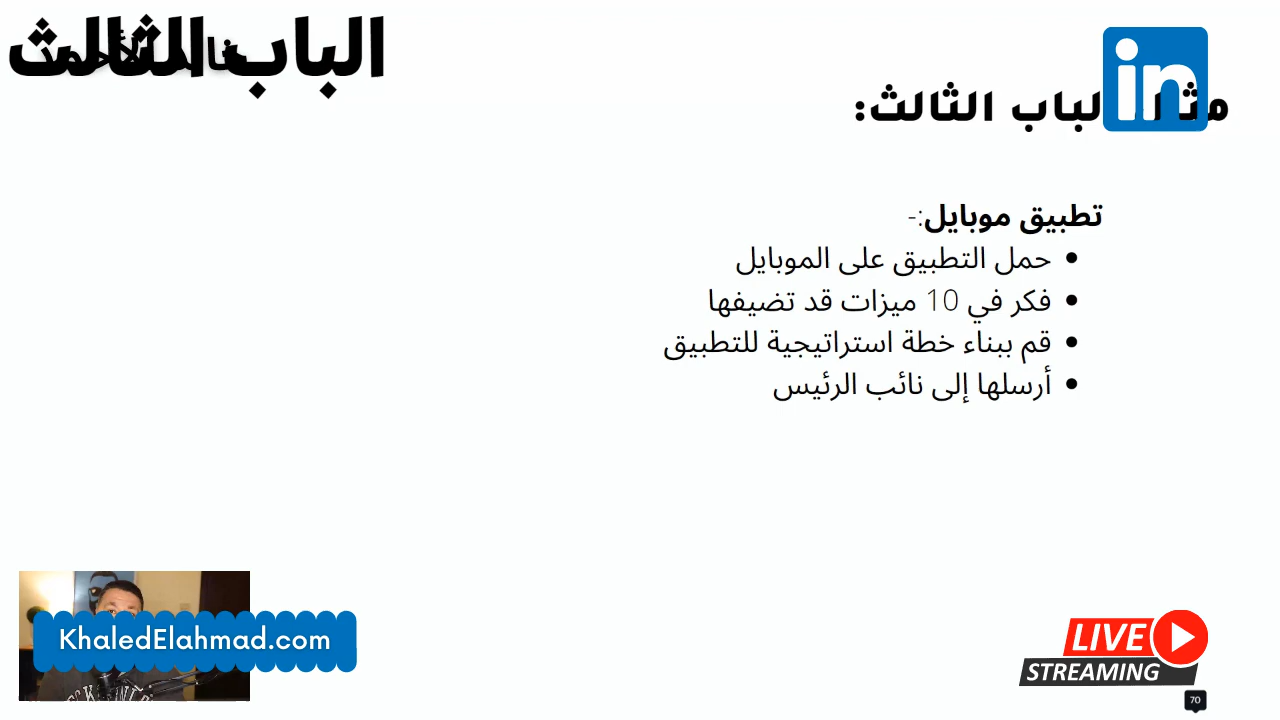 الباب الثالث
الباب الثالث:
in
تطبيق موبايل:-
• حمل التطبيق على الموبايل
• فكر في 10 ميزات قد تضيفها
• قم ببناء خطة استراتيجية للتطبيق
• أرسلها إلى نائب الرئيس
KhaledElahmad.com
LIVE
STREAMING
70